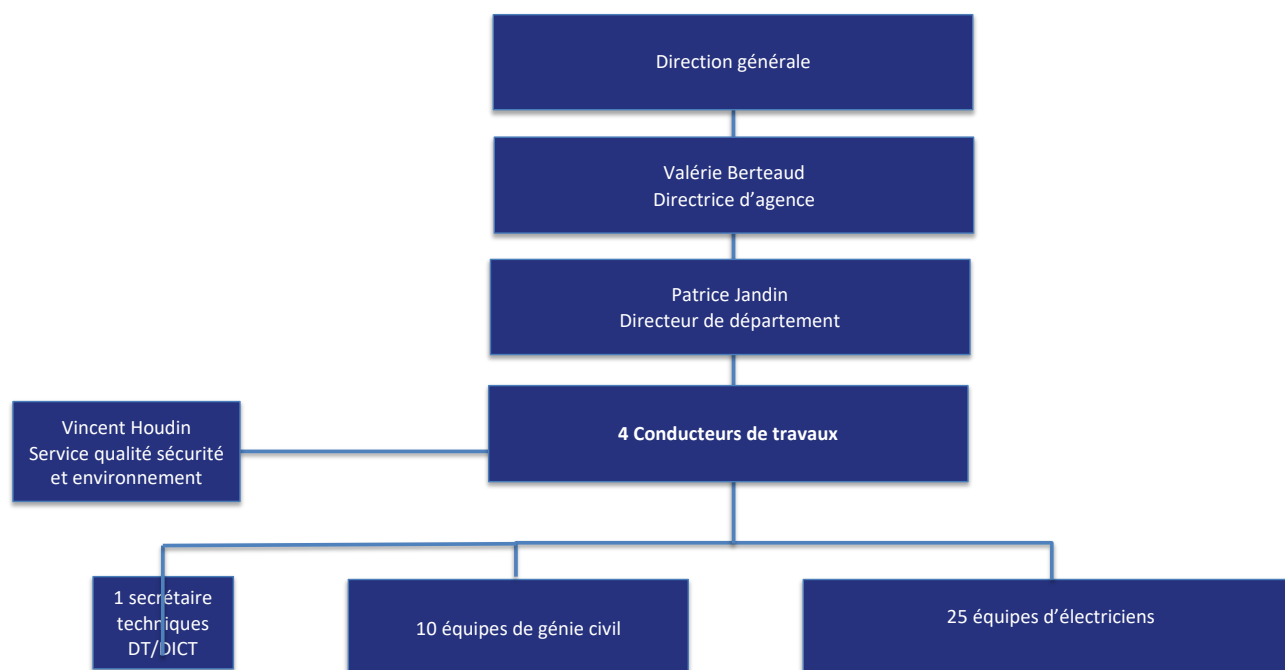 Direction générale
Valérie Berteaud
Directrice d’agence
Patrice Jandin
Directeur de département
4 Conducteurs de travaux
Vincent Houdin
Service qualité sécurité
et environnement
1 secrétaire
techniques
DT/DICT
10 équipes de génie civil
25 équipes d’électriciens